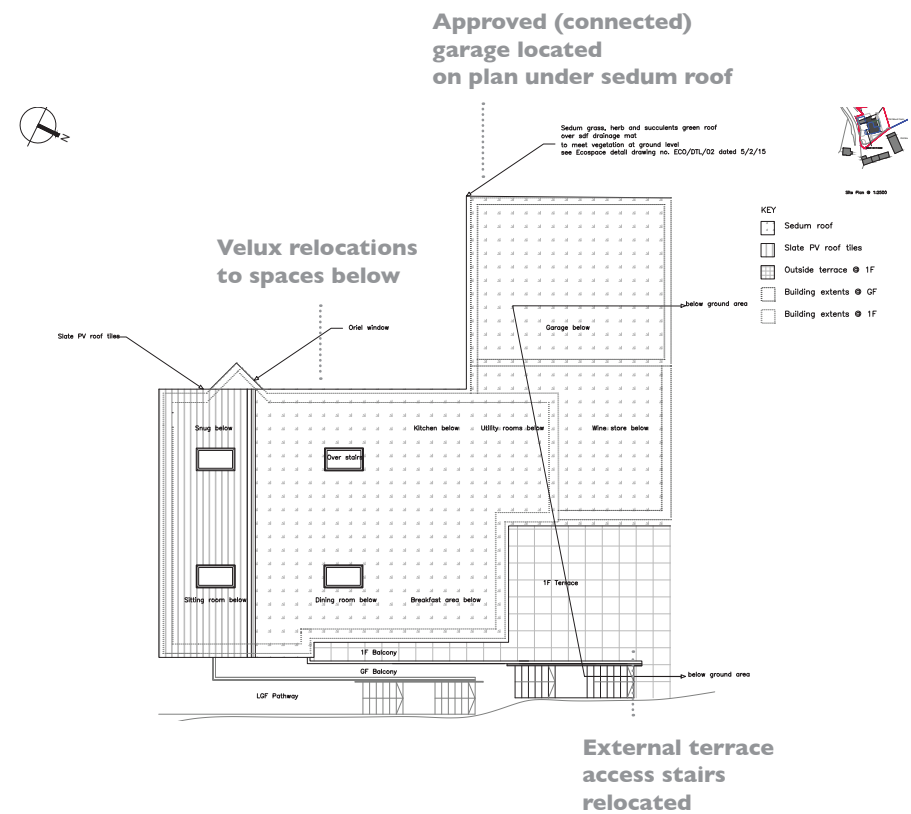 Approved (connected)
garage located
on plan under sedum roof
N
Sedum grass, herb and succulents green roof
over sdf drainage mat
to meet vegetation at ground level
see Ecospace detail drawing no. ECO/DTL/02 dated 5/2/15
Site Plan @ 1:2500
KEY
Sedum roof
Slate PV roof tiles
Outside terrace @ 1F
Building extents @ GF
Building extents @ 1F
Velux relocations
to spaces below
below ground area
Garage below
Oriel window
Slate PV roof tiles
Snug below
Kitchen below
Utility rooms below
Wine store below
Over stairs
1F Terrace
Sitting room below
Dining room below
Breakfast area below
1F Balcony
GF Balcony
below ground area
LGF Pathway
External terrace
access stairs
relocated